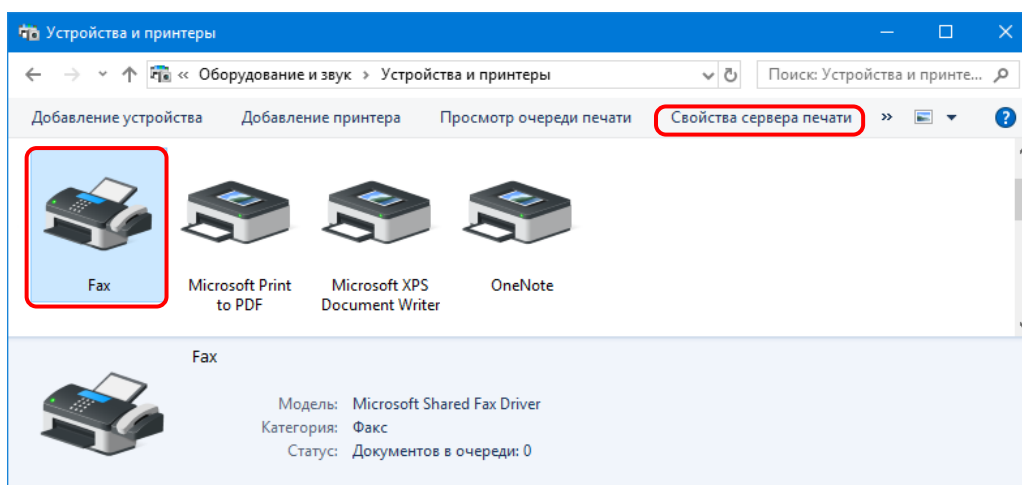 Устройства и принтеры
« Оборудование и звук › Устройства и принтеры
Поиск: Устройства и принте...
Добавление устройства Добавление принтера Просмотр очереди печати Свойства сервера печати »
?
Fax
Microsoft Print
to PDF
Microsoft XPS
Document Writer
OneNote
Fax
Модель: Microsoft Shared Fax Driver
Категория: Факс
Статус: Документов в очереди: 0